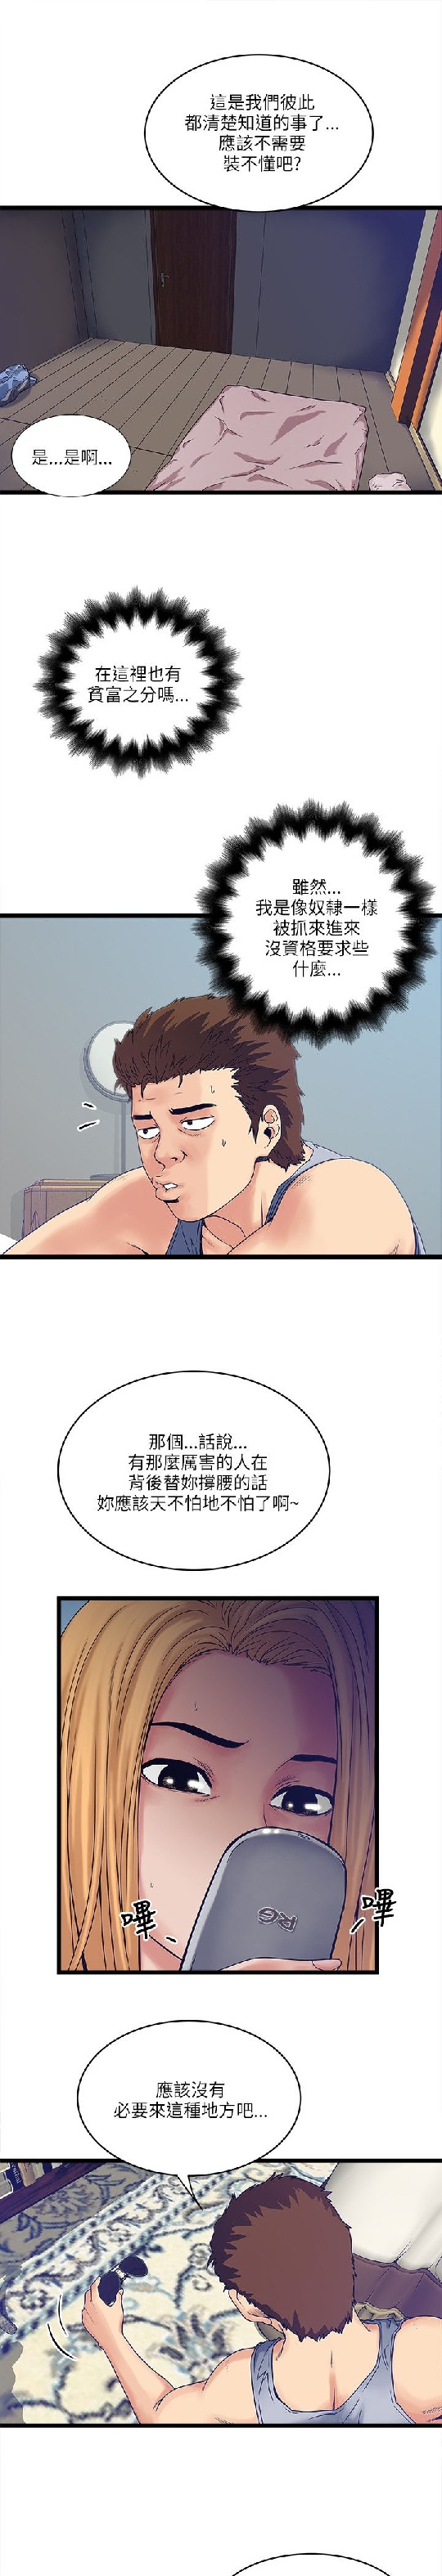 這是我們彼此
都清楚知道的事了...
應該不需要
裝不懂吧?
是...是啊...
在這裡也有
貧富之分嗎...
雖然...
我是像奴隸一樣
被抓來進來
沒資格要求些
什麼...
那個...話說...
有那麼厲害的人在
背後替妳撐腰的話
妳應該天不怕地不怕了啊~
嗶
嗶
RG
應該沒有
必要來這種地方吧...